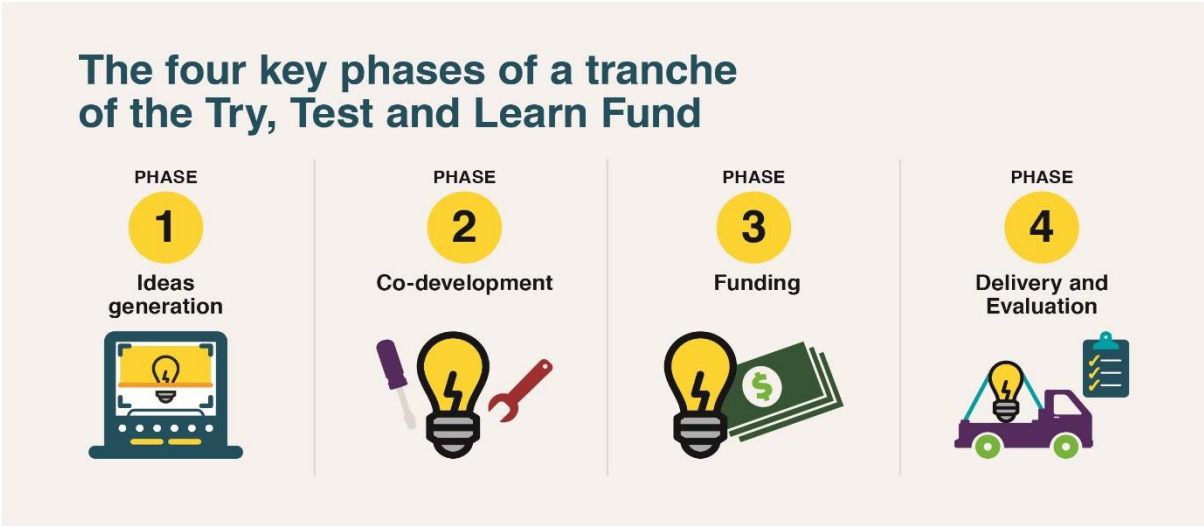 The four key phases of a tranche
of the Try, Test and Learn Fund
PHASE
1
Ideas
generation
PHASE
2
Co-development
PHASE
3
Funding
$
PHASE
4
Delivery and
Evaluation